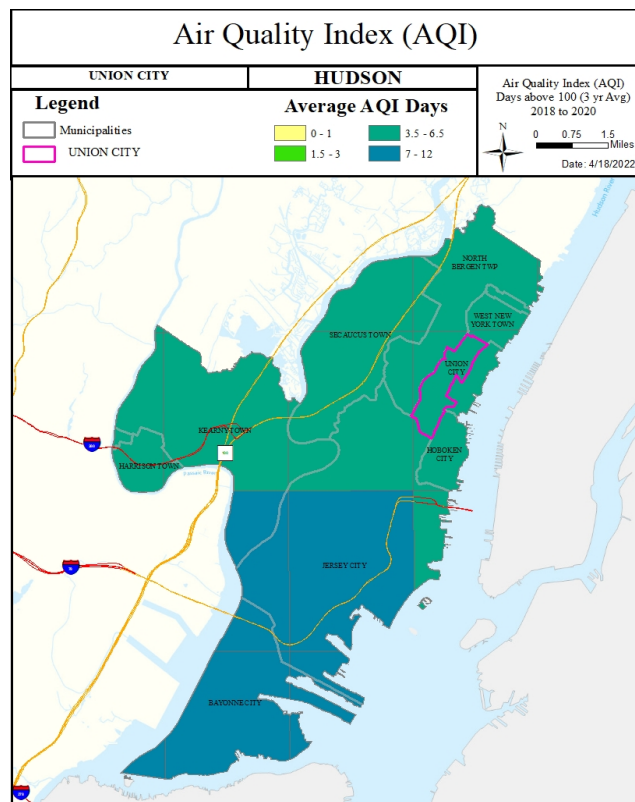 Air Quality Index (AQI)
UNION CITY
HUDSON
Legend
Municipalities
UNION CITY
Average AQI Days
0 - 1
1.5 - 3
3.5 - 6.5
7 - 12
Air Quality Index (AQI)
Days above 100 (3 yr Avg)
2018 to 2020
N
0 0.75 1.5
Miles
Date: 4/18/2022
Hudson River
NORTH
BERGEN TWP
WEST NEW
YORK TOWN
SECAUCUS TOWN
UNION
CITY
KEARNY TOWN
HOBOKEN
CITY
HARRISON TOWN
JERSEY CITY
BAYONNE CITY